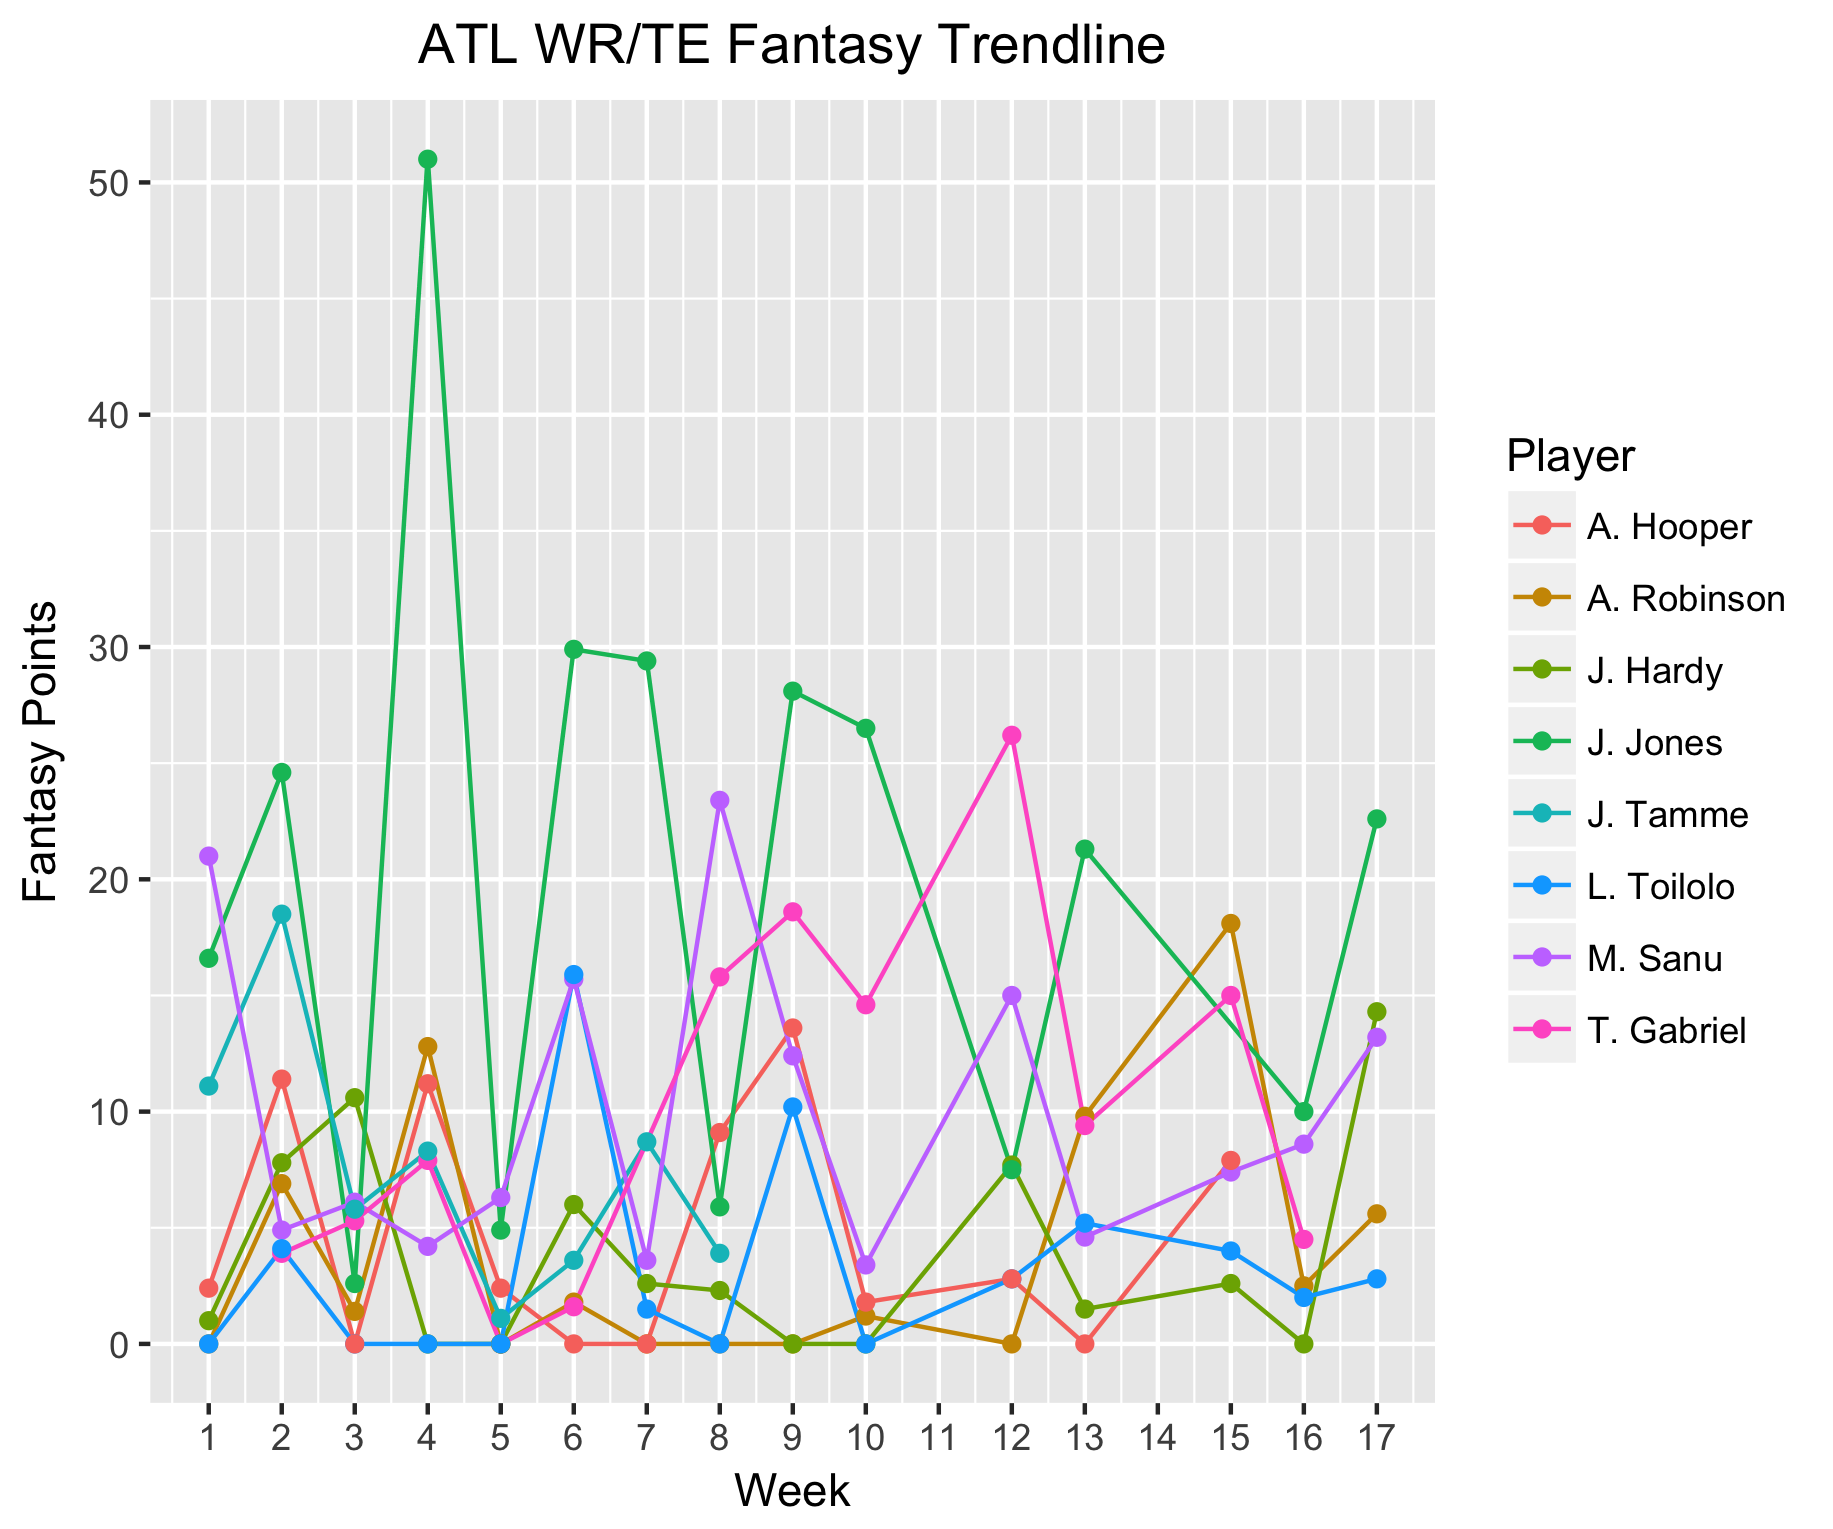 ATL WR/TE Fantasy Trendline
Fantasy Points
50
40
30
20
10
0
1 2 3 4 5 6 7 8 9 10 11 12 13 14 15 16 17
Week
Player
A. Hooper
A. Robinson
J. Hardy
J. Jones
J. Tamme
L. Toilolo
M. Sanu
T. Gabriel